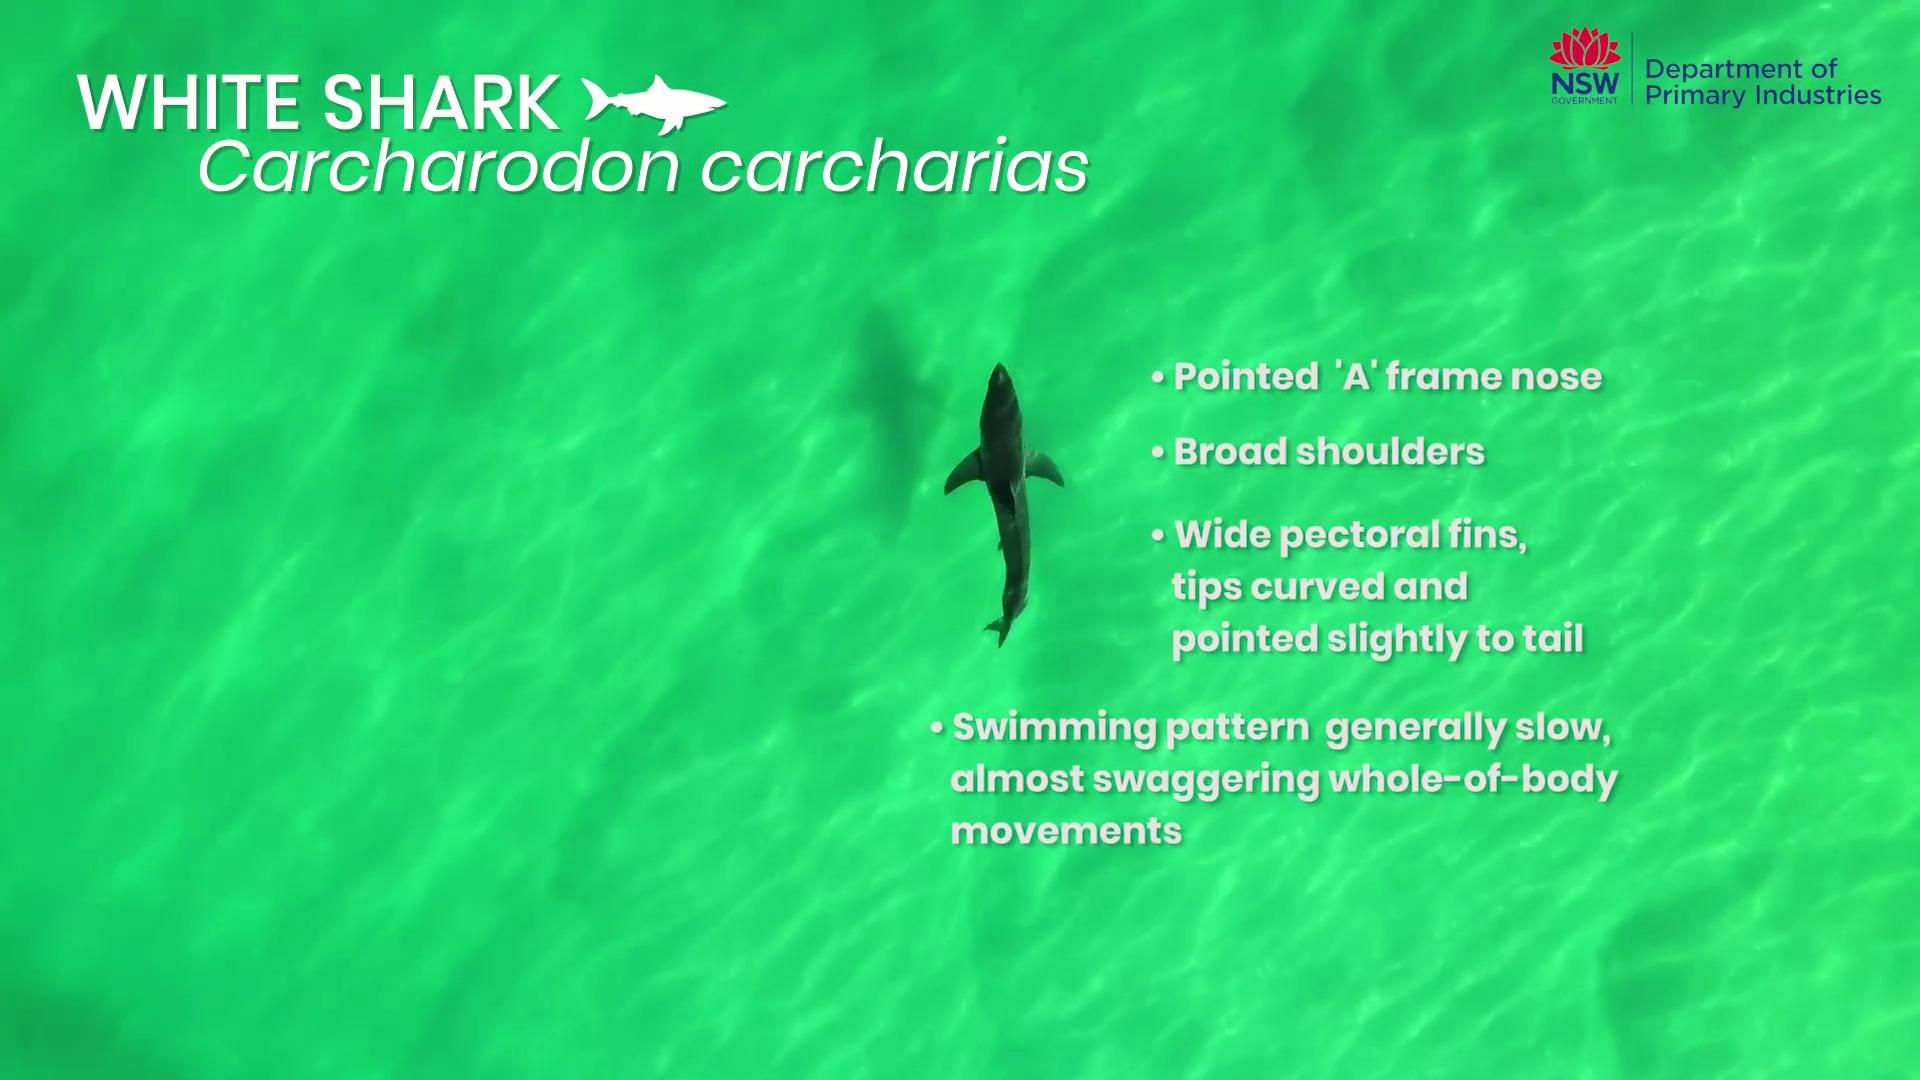 WHITE SHARK
Carcharodon carcharias
NSW
GOVERNMENT
Department of
Primary Industries
• Pointed 'A' frame nose
• Broad shoulders
• Wide pectoral fins,
tips curved and
pointed slightly to tail
• Swimming pattern generally slow,
almost swaggering whole-of-body
movements